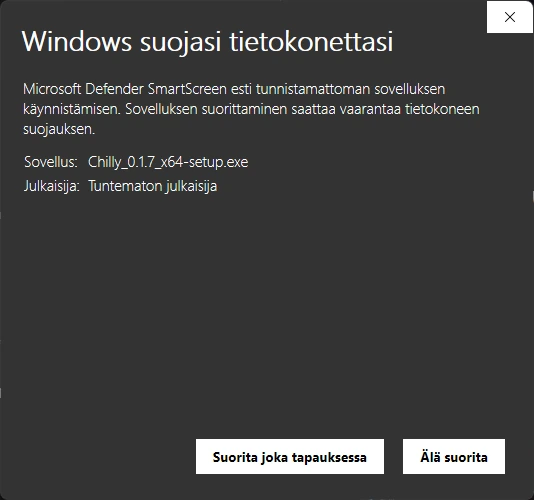 Windows suojasi tietokonettasi
Microsoft Defender SmartScreen esti tunnistamattoman sovelluksen
käynnistämisen. Sovelluksen suorittaminen saattaa vaarantaa tietokoneen
suojauksen.
Sovellus: Chilly_0.1.7_x64-setup.exe
Julkaisija: Tuntematon julkaisija
Suorita joka tapauksessa Älä suorita